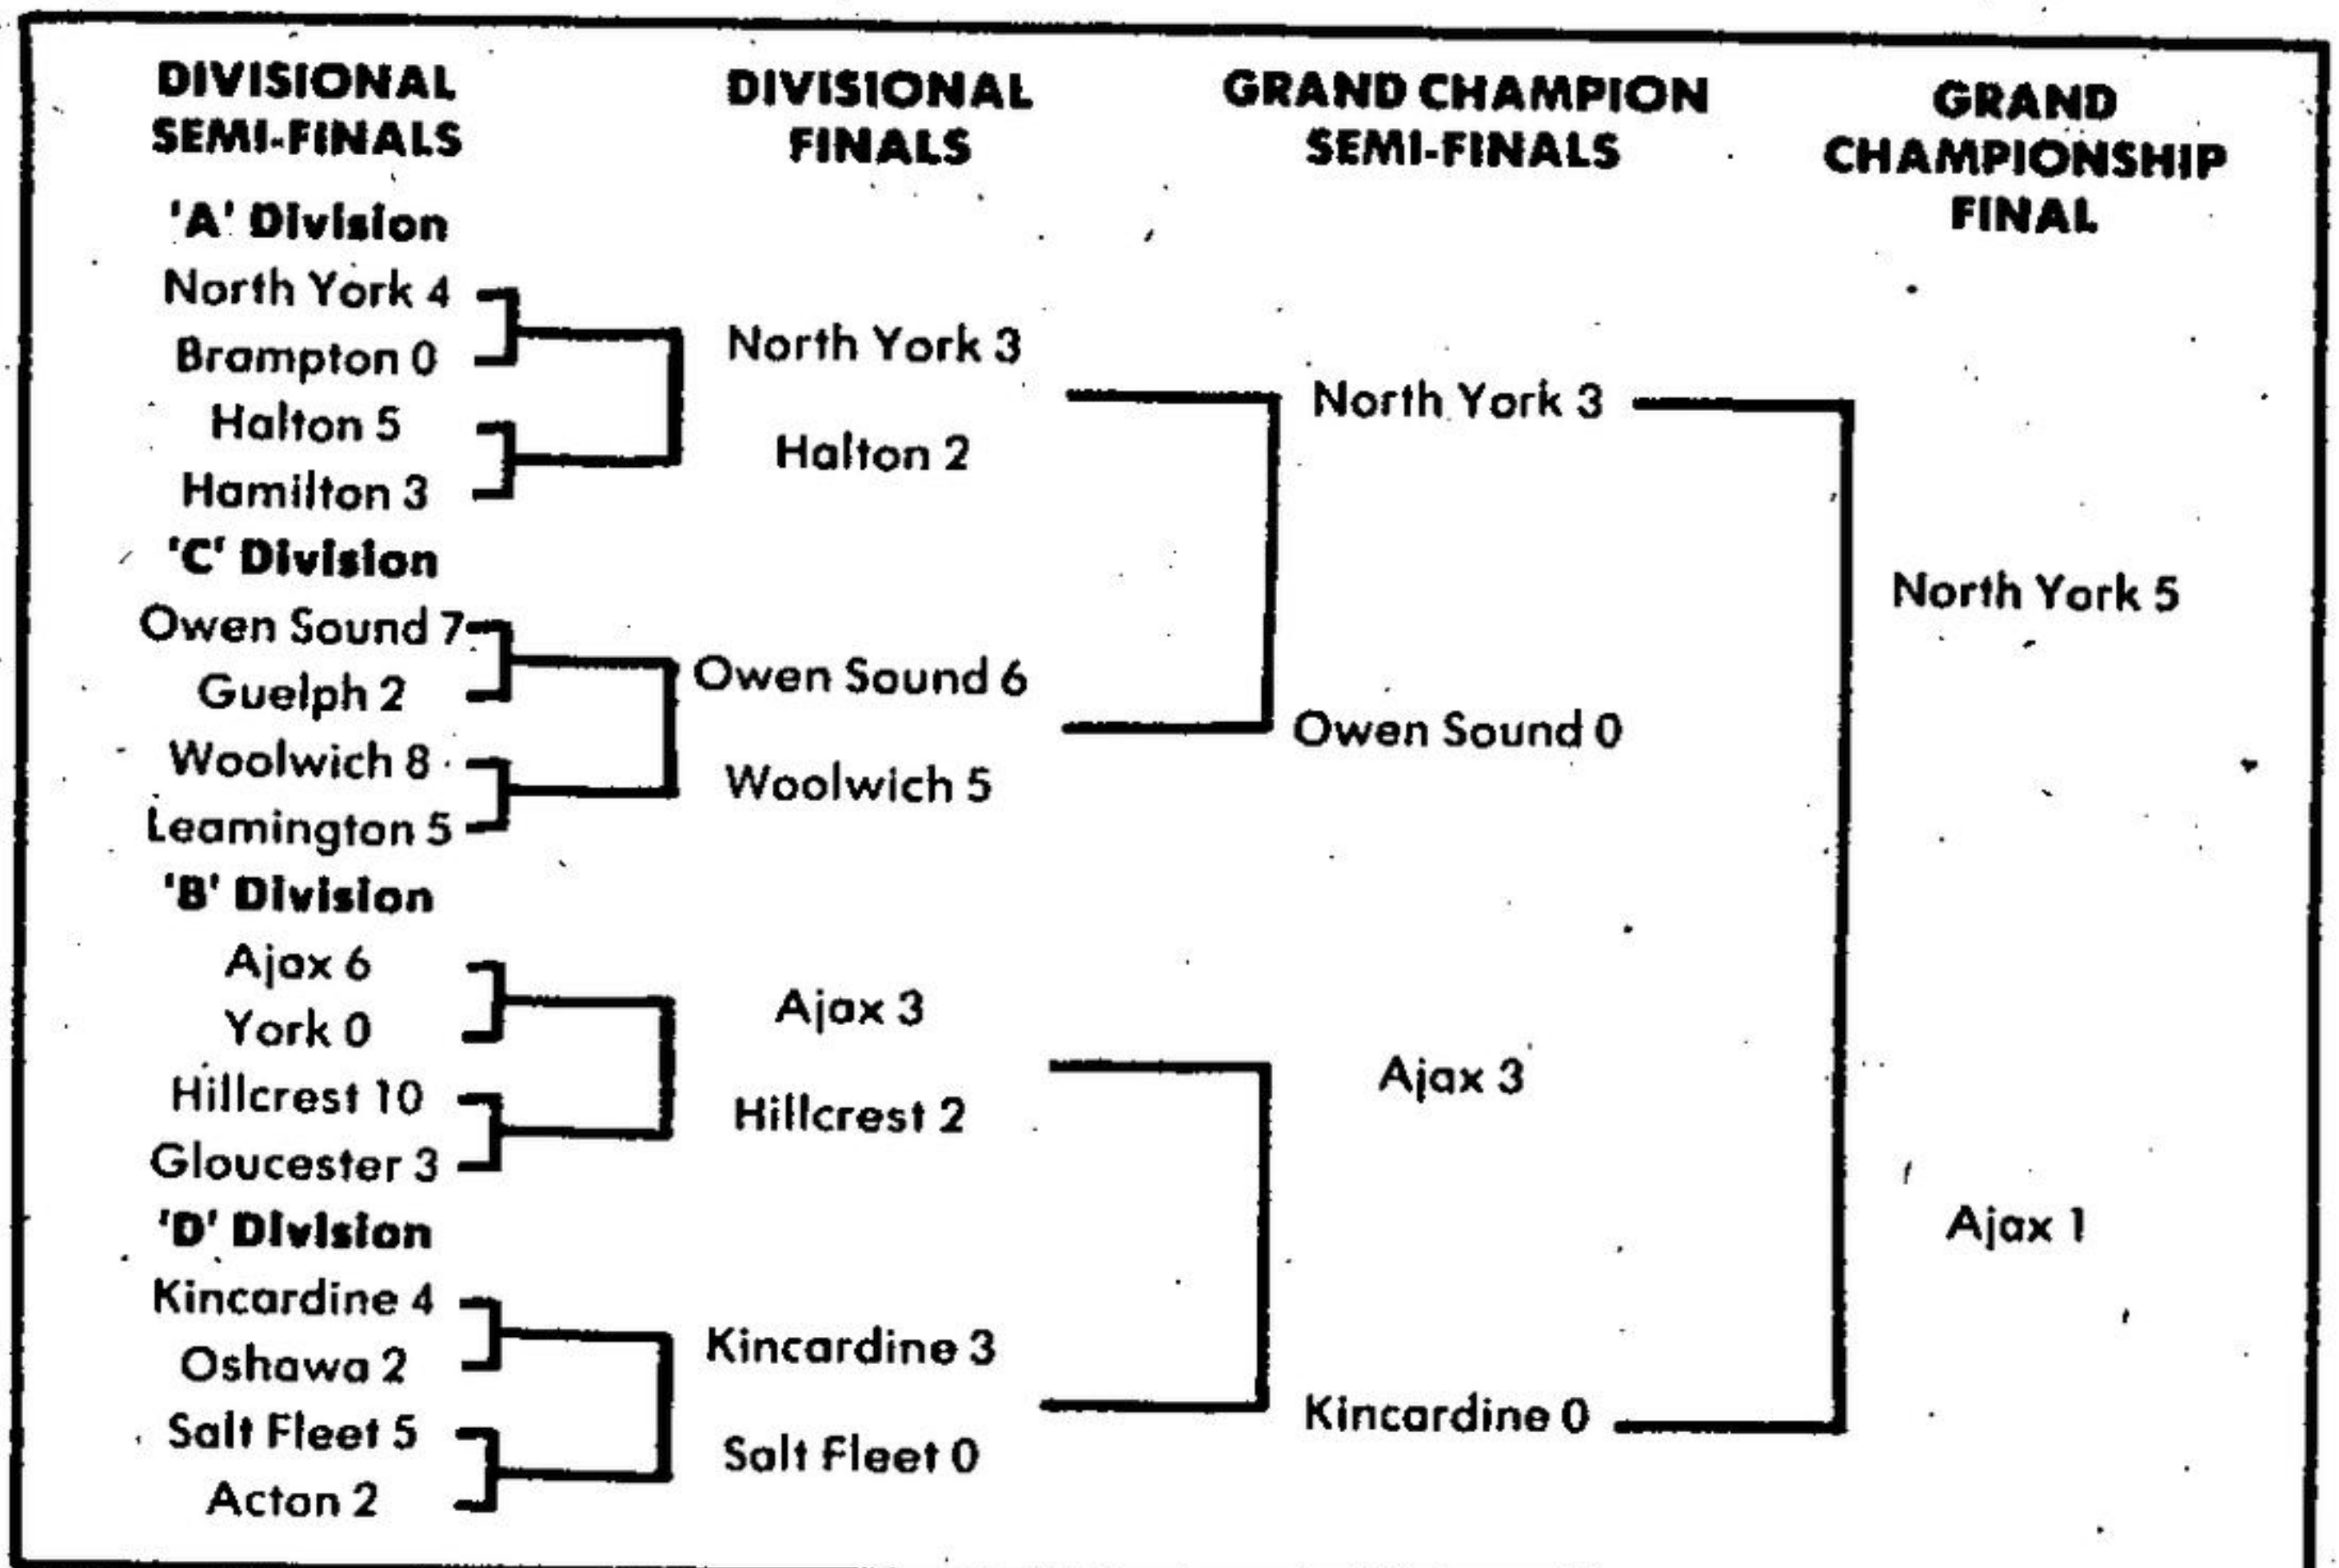 DIVISIONAL
SEMI-FINALS
DIVISIONAL
FINALS
GRAND CHAMPION
SEMI-FINALS
GRAND
CHAMPIONSHIP
FINAL
'A' Division
North York 4
Brampton 0
Halton 5
Hamilton 3
'C' Division
Owen Sound 7
Guelph 2
Woolwich 8
Leamington 5
'B' Division
Ajax 6
York 0
Hillcrest 10
Gloucester 3
'D' Division
Kincardine 4
Oshawa 2
Salt Fleet 5
Acton 2
North York 3
Halton 2
Owen Sound 6
Woolwich 5
Ajax 3
Hillcrest 2
Kincardine 3
Salt Fleet 0
North York 3
Owen Sound 0
Ajax 3
Kincardine 0
North York 5
Ajax 1